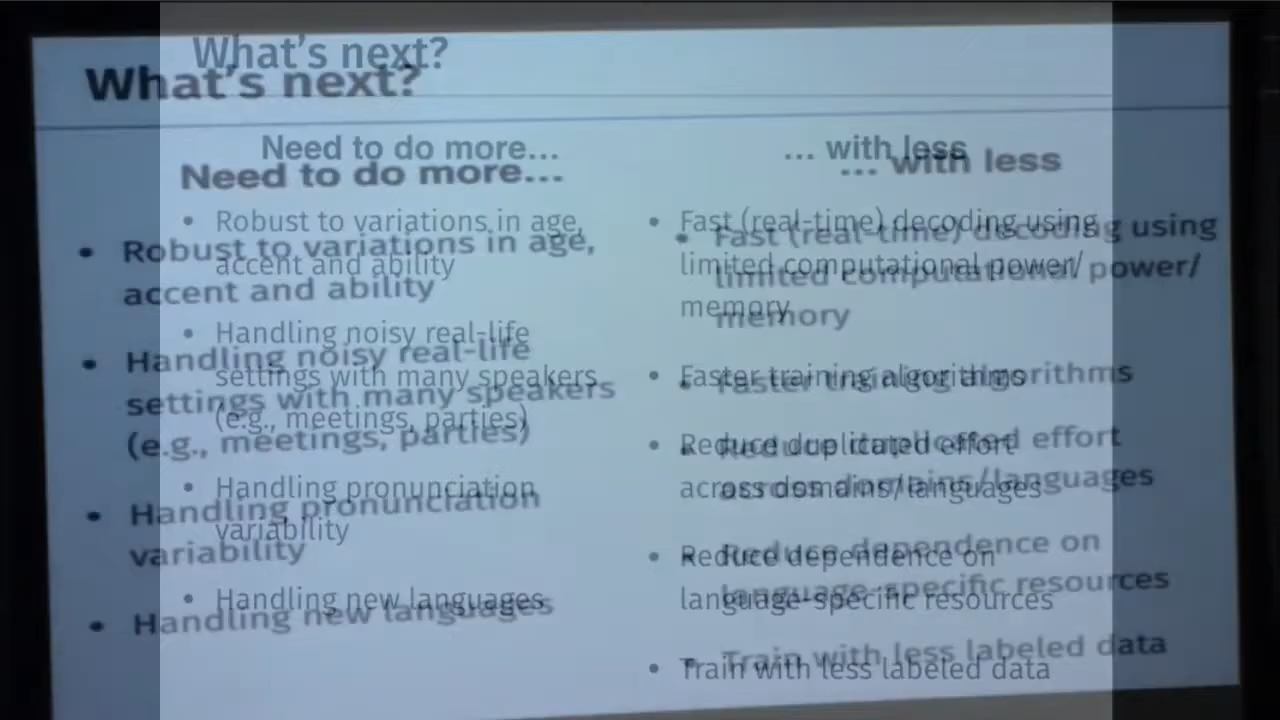 What's next?
Need to do more...
• Robust to variations in age,
accent and ability
• Handling noisy real-life
settings with many speakers
(e.g., meetings, parties)
• Handling pronunciation
variability
• Handling new languages
... with less
• Fast (real-time) decoding using
limited computational power/
memory
• Faster training algorithms
• Reduce duplicated effort
across domains/languages
• Reduce dependence on
language-specific resources
• Train with less labeled data